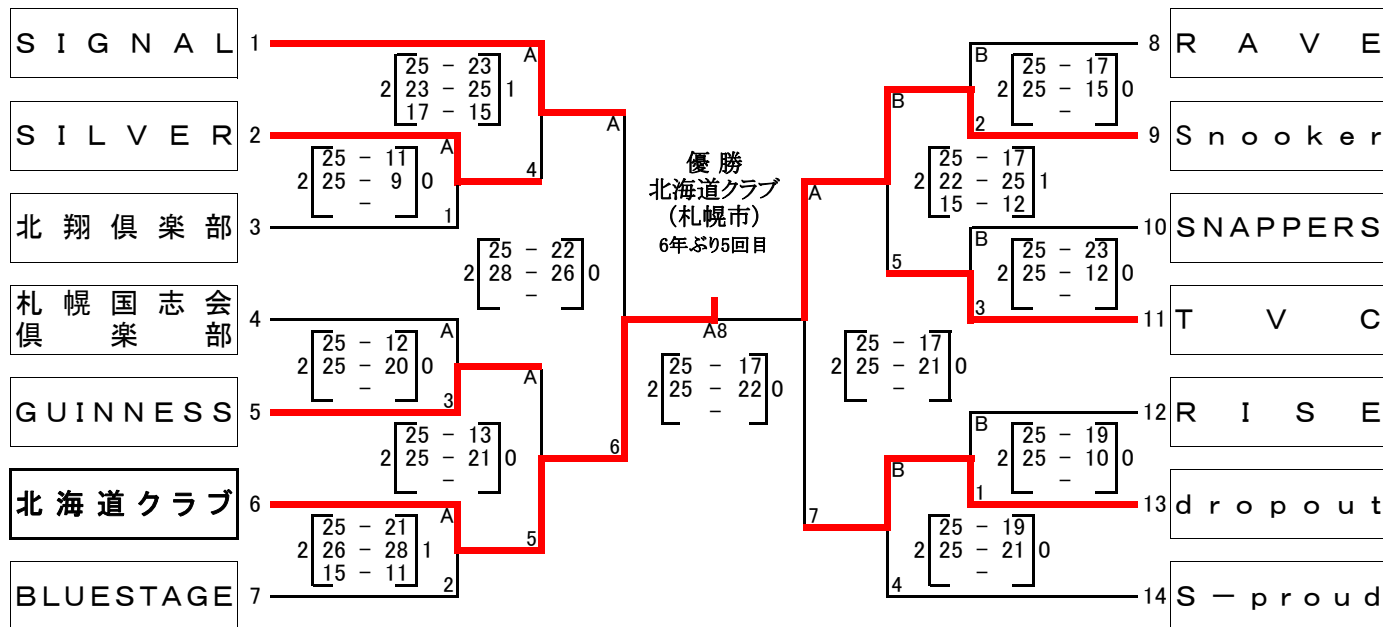 SIGNAL 1
SILVER 2
北翔倶楽部 3
札幌国志会
倶楽部 4
GUINNESS 5
北海道クラブ 6
BLUESTAGE 7
A
25 - 23
2 23 - 25 1
17 - 15
A
25 - 11
2 25 - 9 0
-
1
4
A
25 - 22
2 28 - 26 0
-
A
25 - 12
2 25 - 20 0
-
3
A
25 - 13
2 25 - 21 0
-
6
A
25 - 21
2 26 - 28 1
15 - 11
2
5
優勝
北海道クラブ
(札幌市)
6年ぶり5回目
A8
25 - 17
2 25 - 22 0
-
A
B
B
25 - 17
2 25 - 15 0
-
2
25 - 17
2 22 - 25 1
15 - 12
B
25 - 23
2 25 - 12 0
-
5
3
25 - 17
2 25 - 21 0
-
B
25 - 19
2 25 - 10 0
-
B
1
7
25 - 19
2 25 - 21 0
-
4
8 RAVE
9 Snooker
10 SNAPPERS
11 TVC
12 RISE
13 dropout
14 S-proud